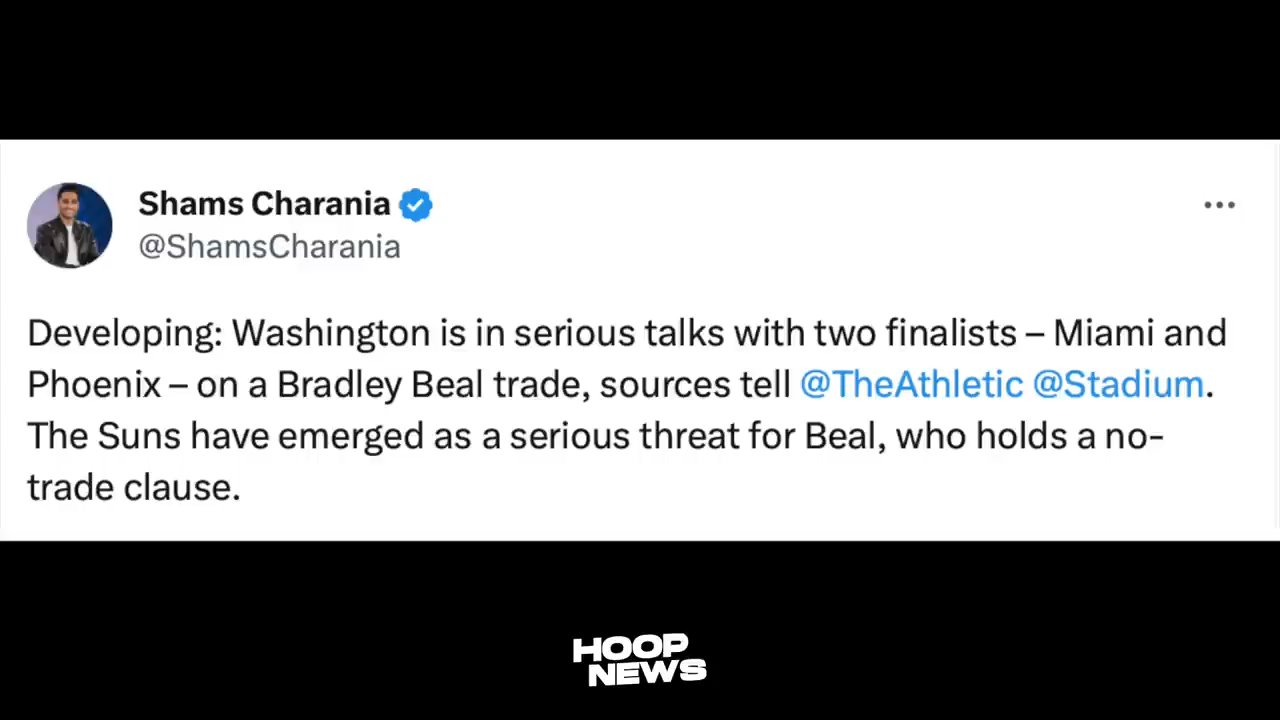 Shams Charania
@ShamsCharania
Developing: Washington is in serious talks with two finalists – Miami and
Phoenix – on a Bradley Beal trade, sources tell @TheAthletic @Stadium.
The Suns have emerged as a serious threat for Beal, who holds a no-
trade clause.
HOOP
NEWS